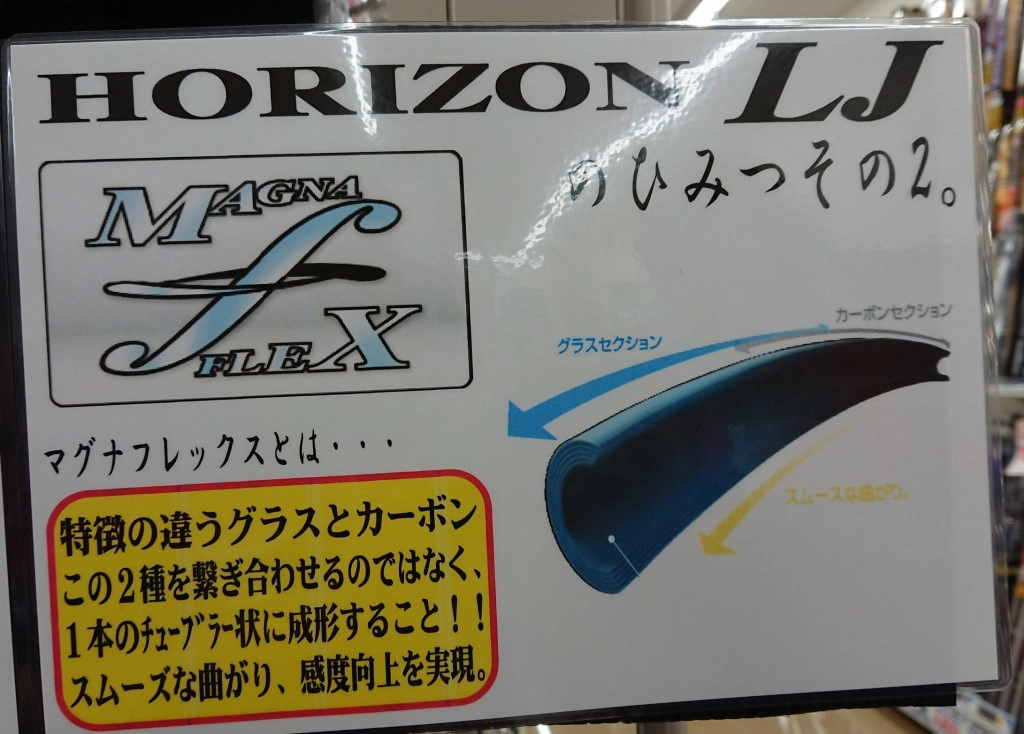 HORIZON LJ
のひみつその2。
MAGNA
FLEX
カーボンセクション
グラスセクション
スムースな曲がり。
マグナフレックスとは・・・
特徴の違うグラスとカーボン
この2種を繋ぎ合わせるのではなく、
1本のﾁｭｰﾌﾞﾗｰ状に成形すること！！
スムーズな曲がり、感度向上を実現。